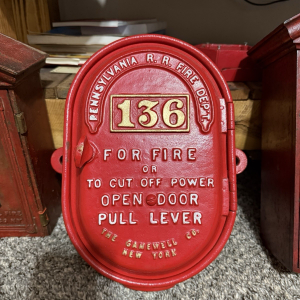 PENNSYLVANIA R.R. FIRE DEPT.
136
FOR FIRE
OR
TO CUT OFF POWER
OPEN DOOR
PULL LEVER
THE GAMEWELL CO.
NEW YORK